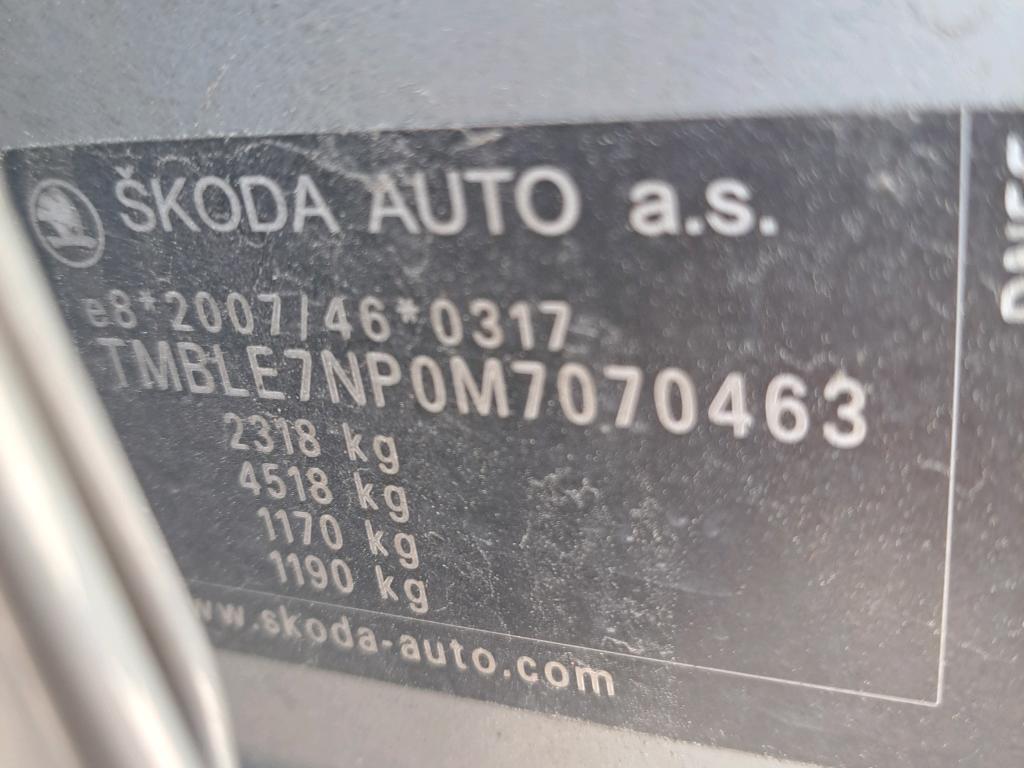 ŠKODA AUTO a.s.
e8*2007/46*0317
TMBLE7NP0M7070463
2318 kg
4518 kg
1170 kg
1190 kg
www.skoda-auto.com